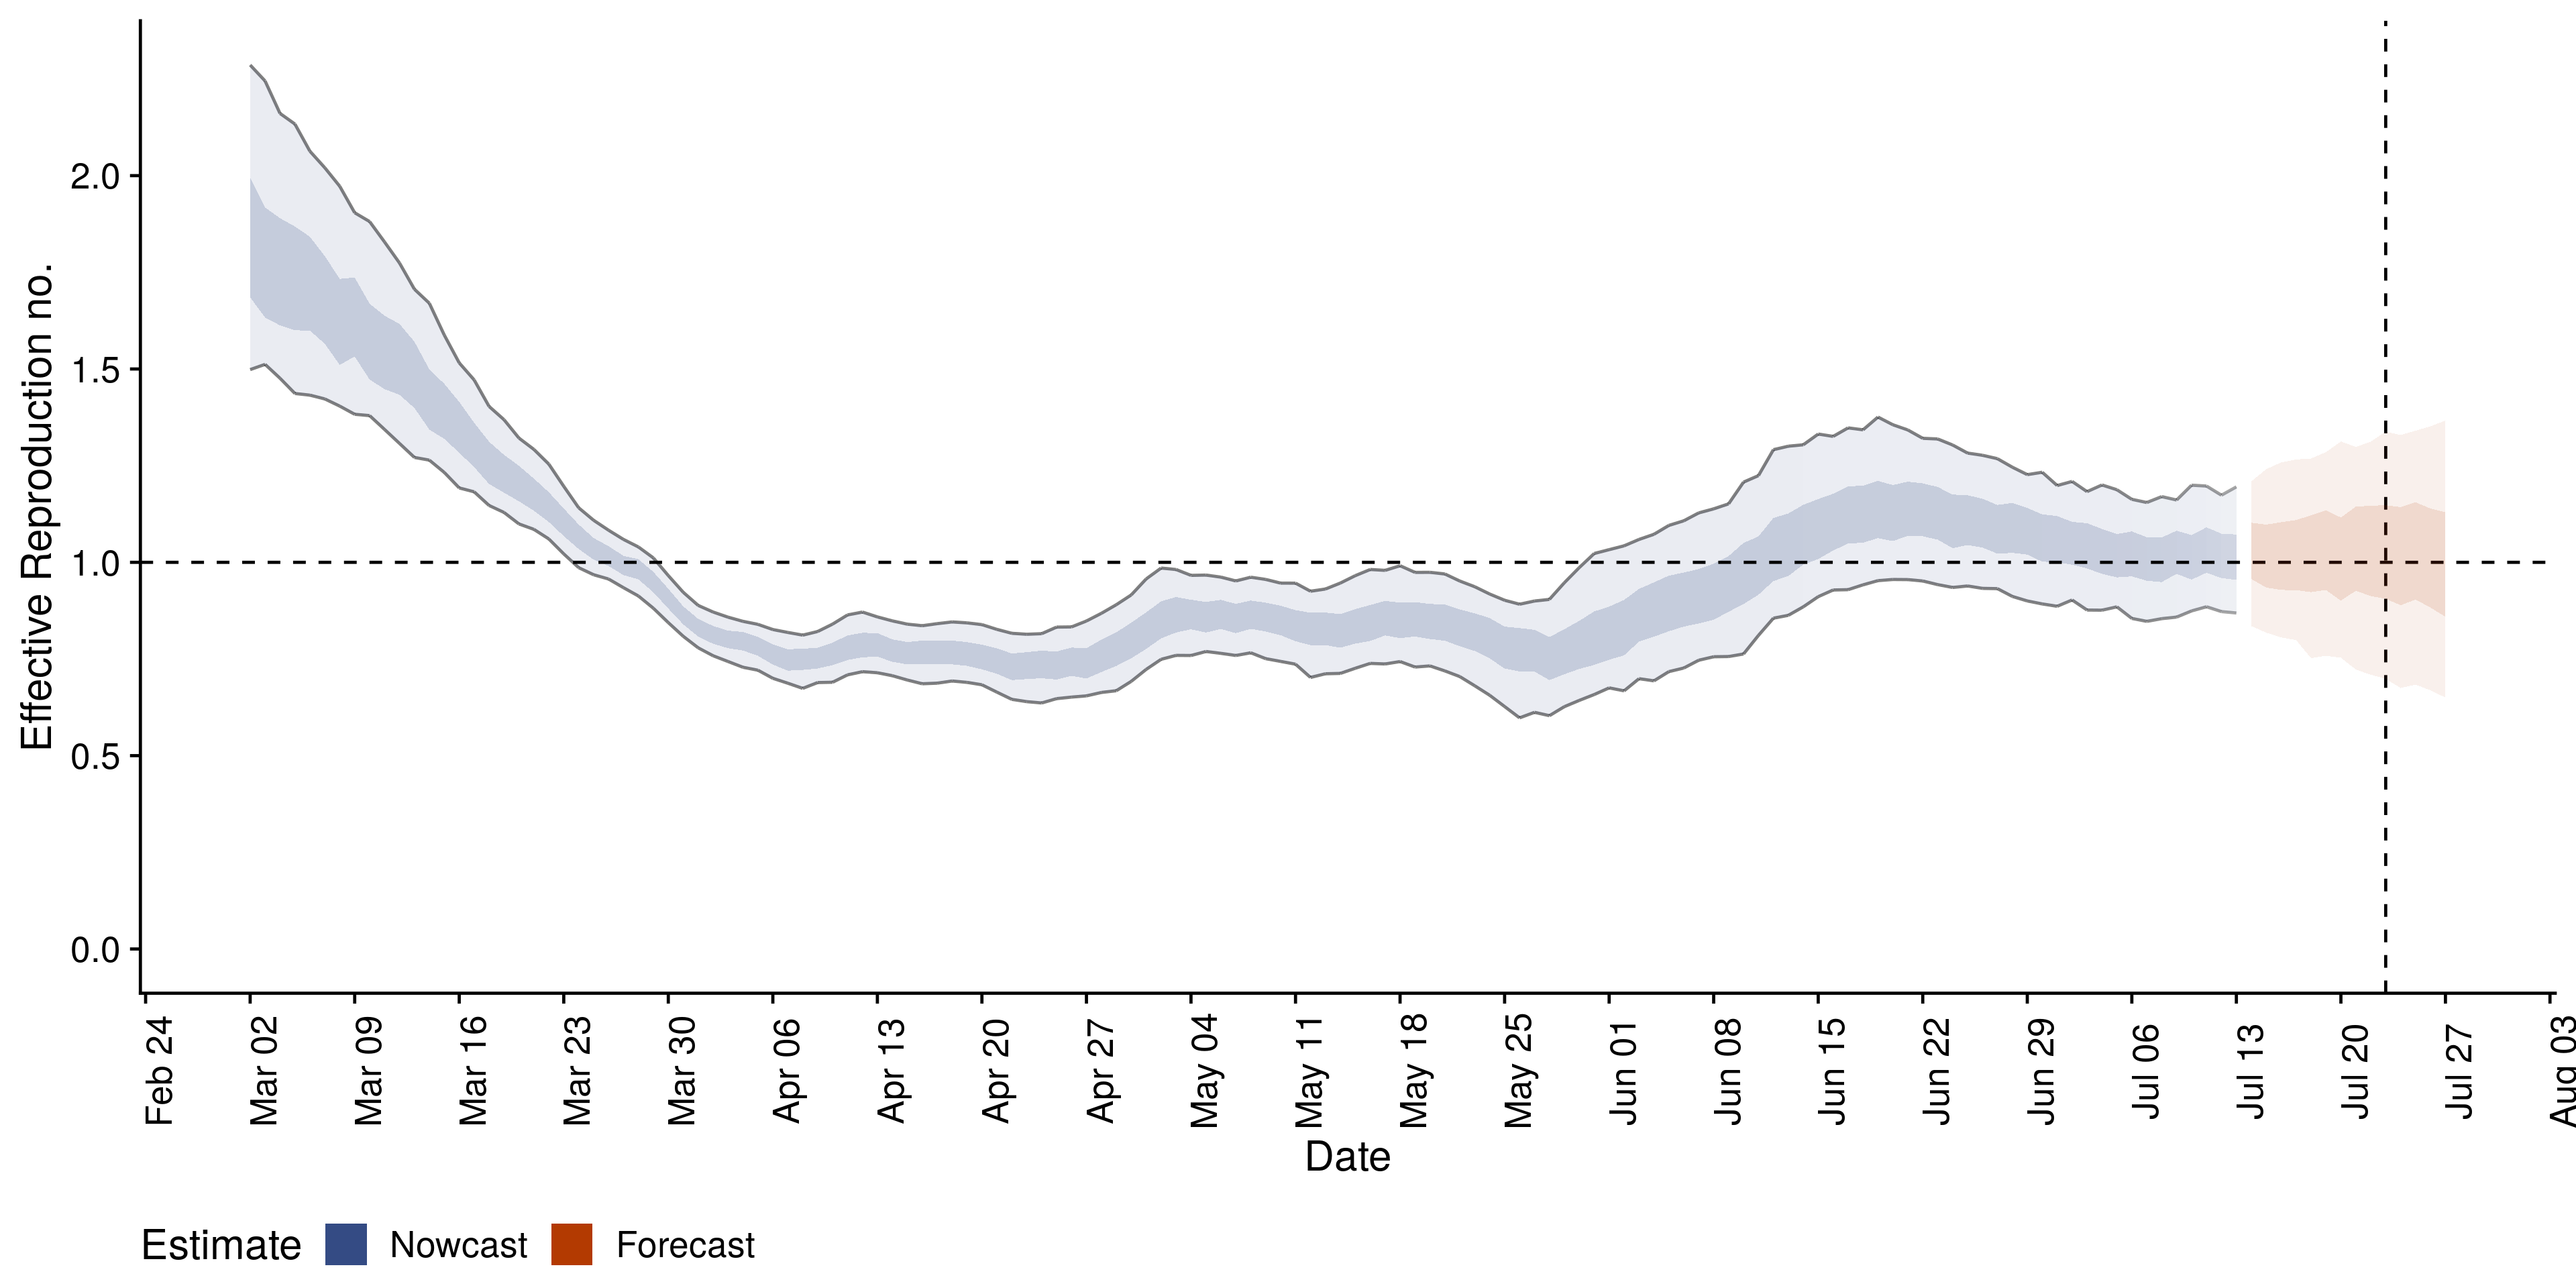 Effective Reproduction no.
2.0
1.5
1.0
0.5
0.0
Feb 24
Mar 02
Mar 09
Mar 16
Mar 23
Mar 30
Apr 06
Apr 13
Apr 20
Apr 27
May 04
May 11
May 18
May 25
Jun 01
Jun 08
Jun 15
Jun 22
Jun 29
Jul 06
Jul 13
Jul 20
Jul 27
Aug 03
Date
Estimate Nowcast Forecast